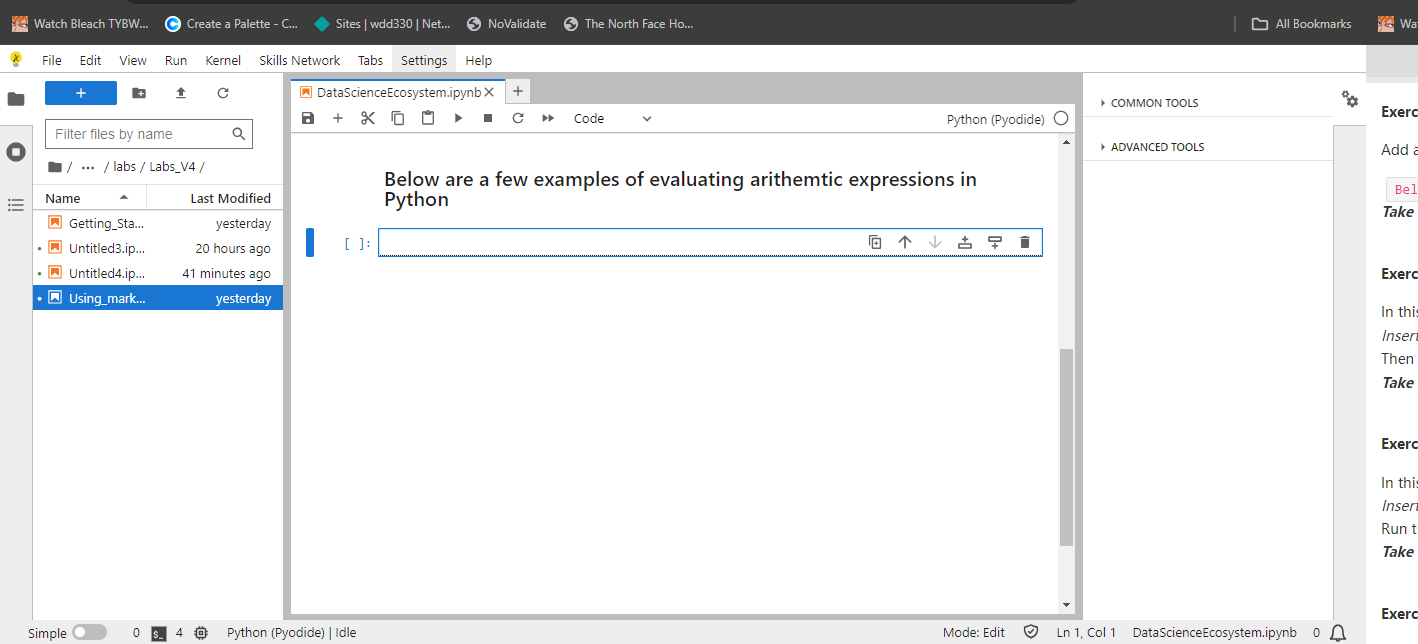 Watch Bleach TYBW...
Create a Palette - C...
Sites | wdd330 | Net...
NoValidate
The North Face Ho...
All Bookmarks
Wa
File Edit View Run Kernel Skills Network Tabs Settings Help
+
Filter files by name
/ ··· / labs / Labs_V4 /
Name Last Modified
Getting_Sta... yesterday
Untitled3.ip... 20 hours ago
Untitled4.ip... 41 minutes ago
Using_mark... yesterday
DataScienceEcosystem.ipynb
Code
Python (Pyodide)
Below are a few examples of evaluating arithemtic expressions in
Python
[ ]:
COMMON TOOLS
ADVANCED TOOLS
Exerc
Add a
Bel
Take
Exerc
In this
Insert
Then
Take
Exerc
In this
Insert
Run t
Take
Exerc
Simple 0 $_ 4 Python (Pyodide) | Idle Mode: Edit Ln 1, Col 1 DataScienceEcosystem.ipynb 0